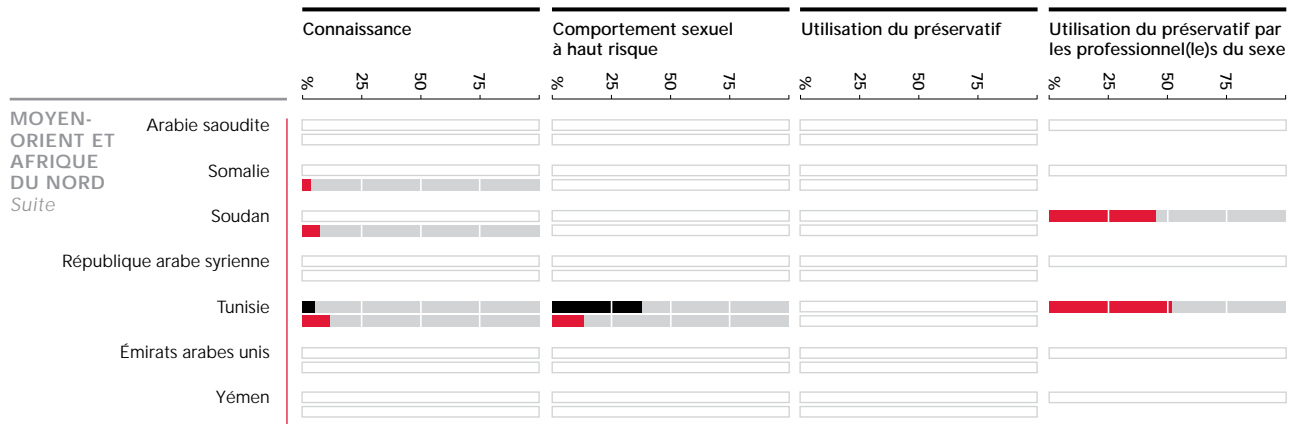 Connaissance
Comportement sexuel
à haut risque
Utilisation du préservatif
Utilisation du préservatif par
les professionnel(le)s du sexe
% 25 50 75
% 25 50 75
% 25 50 75
% 25 50 75
MOYEN-
ORIENT ET
AFRIQUE
DU NORD
Suite
Arabie saoudite
Somalie
Soudan
République arabe syrienne
Tunisie
Émirats arabes unis
Yémen